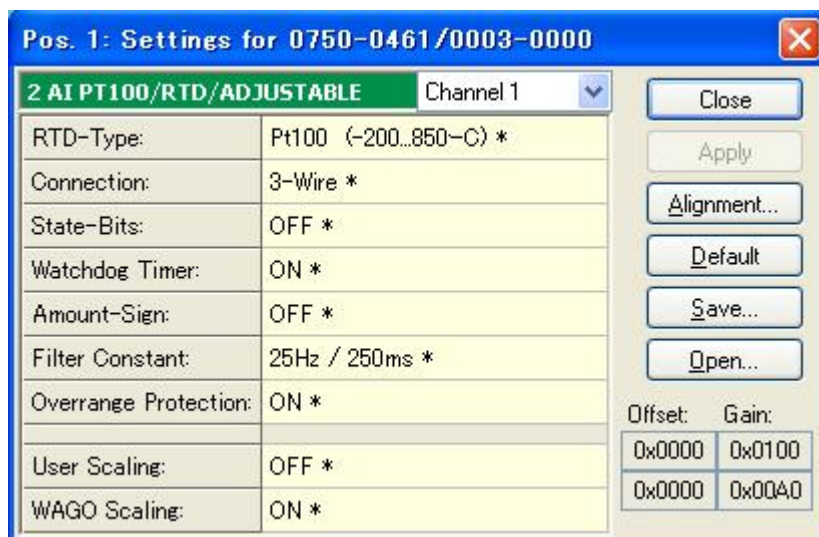 Pos. 1: Settings for 0750-0461/0003-0000
2 AI PT100/RTD/ADJUSTABLE Channel 1
RTD-Type: Pt100 (-200...850-C) *
Connection: 3-Wire *
State-Bits: OFF *
Watchdog Timer: ON *
Amount-Sign: OFF *
Filter Constant: 25Hz / 250ms *
Overrange Protection: ON *
User Scaling: OFF *
WAGO Scaling: ON *
Close
Apply
Alignment...
Default
Save...
Open...
Offset: Gain:
0x0000 0x0100
0x0000 0x00A0